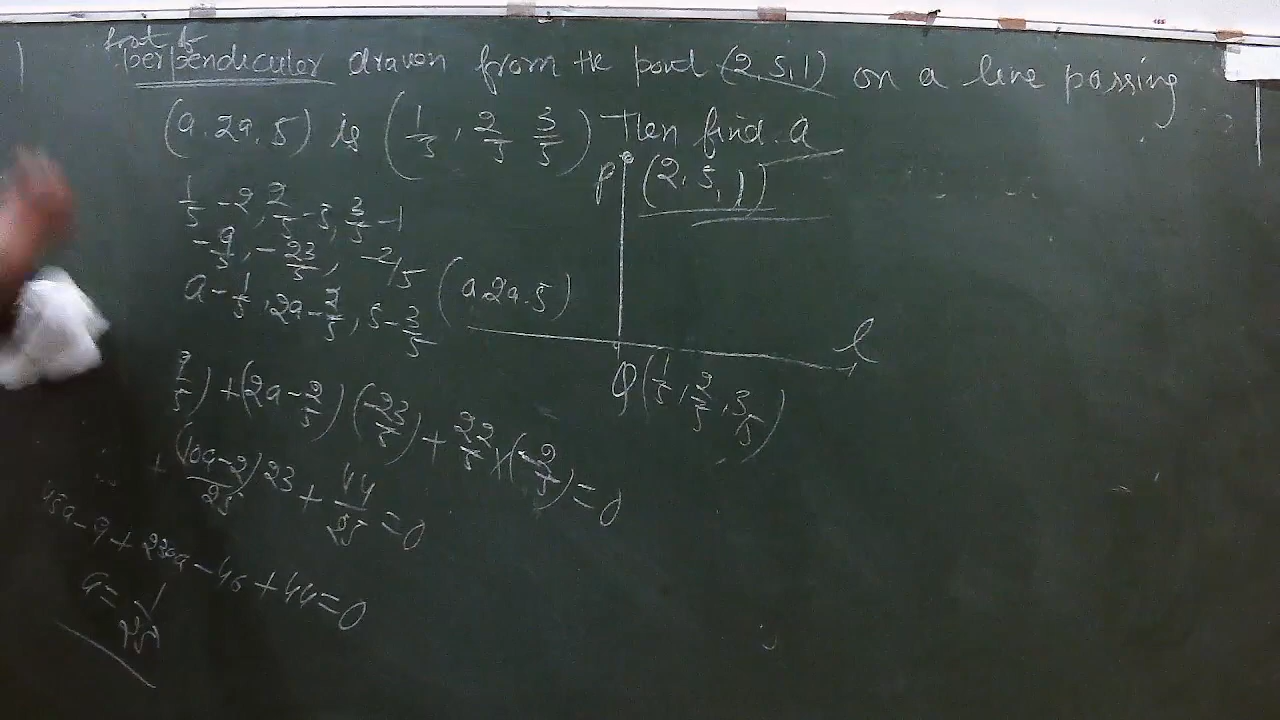 foot of
perpendicular drawn from the point (2,5,1) on a line passing
(a, 2a, 5) is (1/5, 2/5 3/5) Then find a
P (2, 5, 1)
1/5 - 2, 2/5 - 5, 3/5 - 1
-9/5, -23/5, -2/5
a - 1/5, 2a - 2/5, 5 - 3/5 (a 2a. 5)
l
Q(1/5, 2/5, 3/5)
9/5) + (2a - 2/5)(-23/5) + 22/5 × (-2/5) = 0
+ (10a-2)/25 23 + 44/25 = 0
45a - 9 + 230a - 46 + 44 = 0
a = 1/25